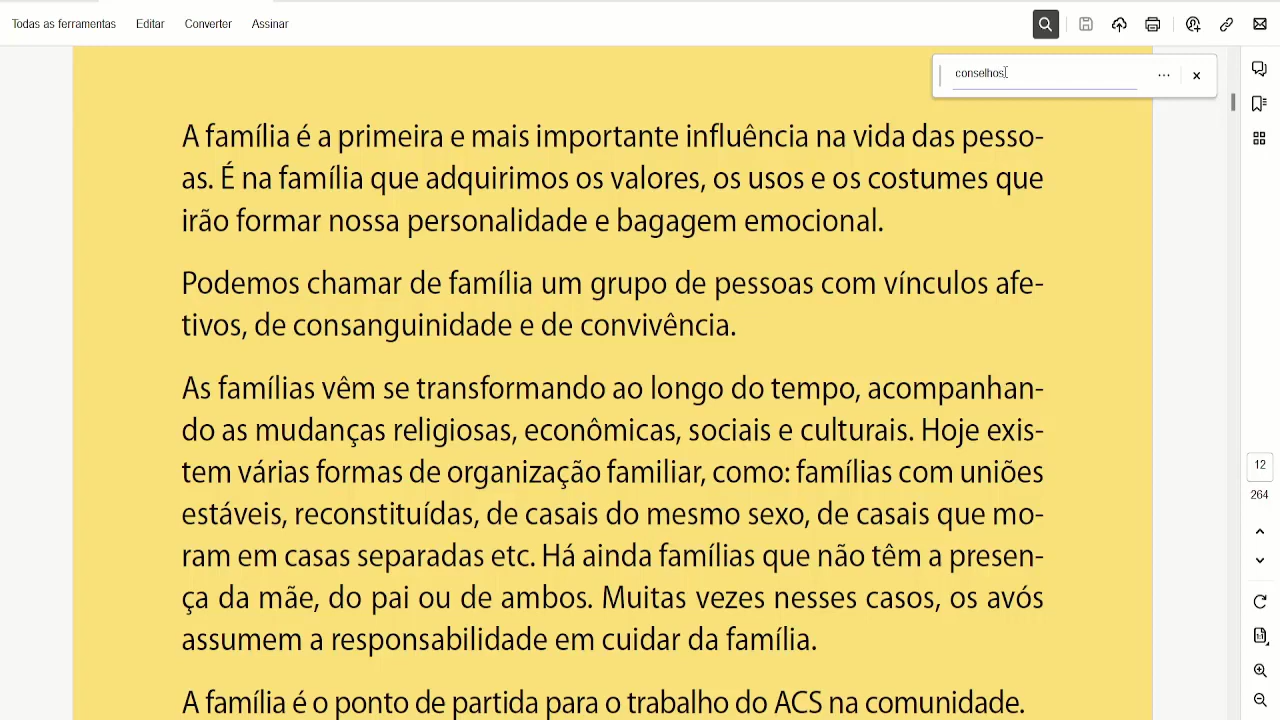 Todas as ferramentas Editar Converter Assinar
conselhos
A família é a primeira e mais importante influência na vida das pesso-
as. É na família que adquirimos os valores, os usos e os costumes que
irão formar nossa personalidade e bagagem emocional.
Podemos chamar de família um grupo de pessoas com vínculos afe-
tivos, de consanguinidade e de convivência.
As famílias vêm se transformando ao longo do tempo, acompanhan-
do as mudanças religiosas, econômicas, sociais e culturais. Hoje exis-
tem várias formas de organização familiar, como: famílias com uniões
estáveis, reconstituídas, de casais do mesmo sexo, de casais que mo-
ram em casas separadas etc. Há ainda famílias que não têm a presen-
ça da mãe, do pai ou de ambos. Muitas vezes nesses casos, os avós
assumem a responsabilidade em cuidar da família.
A família é o ponto de partida para o trabalho do ACS na comunidade.
12
264